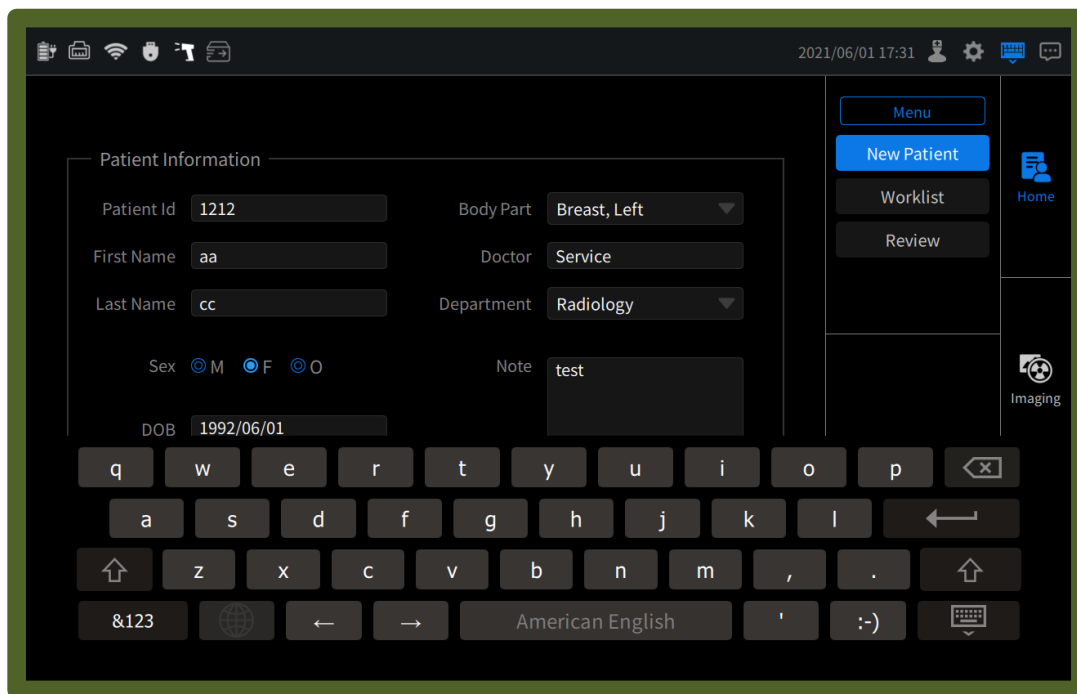 2021/06/01 17:31
Menu
New Patient
Worklist
Review
Home
Imaging
Patient Information
Patient Id 1212
First Name aa
Last Name cc
Sex M F O
DOB 1992/06/01
Body Part Breast, Left
Doctor Service
Department Radiology
Note test
q w e r t y u i o p
a s d f g h j k l
z x c v b n m , .
&123 ← → American English ' :-)